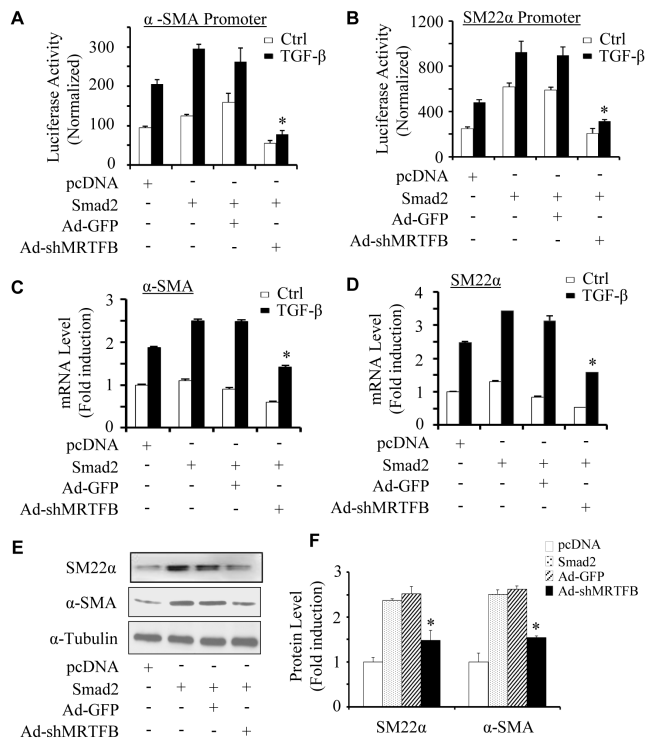 A
α -SMA Promoter
Ctrl
TGF-β
Luciferase Activity
(Normalized)
300
200
100
0
*
pcDNA + - - -
Smad2 - + + +
Ad-GFP - - + -
Ad-shMRTFB - - - +
B
SM22α Promoter
Ctrl
TGF-β
Luciferase Activity
(Normalized)
1200
800
400
0
*
pcDNA + - - -
Smad2 - + + +
Ad-GFP - - + -
Ad-shMRTFB - - - +
C
α-SMA
Ctrl
TGF-β
mRNA Level
(Fold induction)
3
2
1
0
*
pcDNA + - - -
Smad2 - + + +
Ad-GFP - - + -
Ad-shMRTFB - - - +
D
SM22α
Ctrl
TGF-β
mRNA Level
(Fold induction)
4
3
2
1
0
*
pcDNA + - - -
Smad2 - + + +
Ad-GFP - - + -
Ad-shMRTFB - - - +
E
SM22α
α-SMA
α-Tubulin
pcDNA + - - -
Smad2 - + + +
Ad-GFP - - + -
Ad-shMRTFB - - - +
F
pcDNA
Smad2
Ad-GFP
Ad-shMRTFB
Protein Level
(Fold induction)
3
2
1
0
*
*
SM22α α-SMA